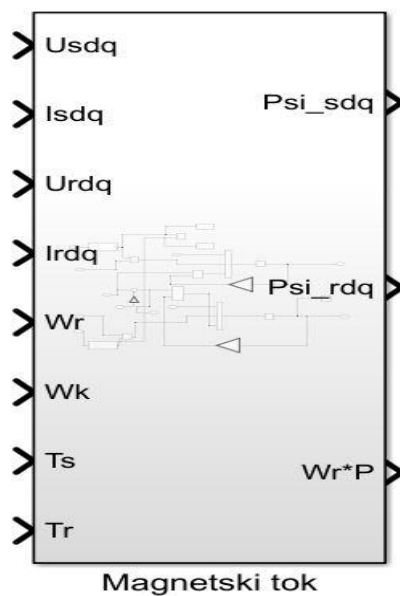 Usdq
Psi_sdq
Isdq
Urdq
Irdq
Psi_rdq
Wr
Wk
Ts
Wr*P
Tr
Magnetski tok